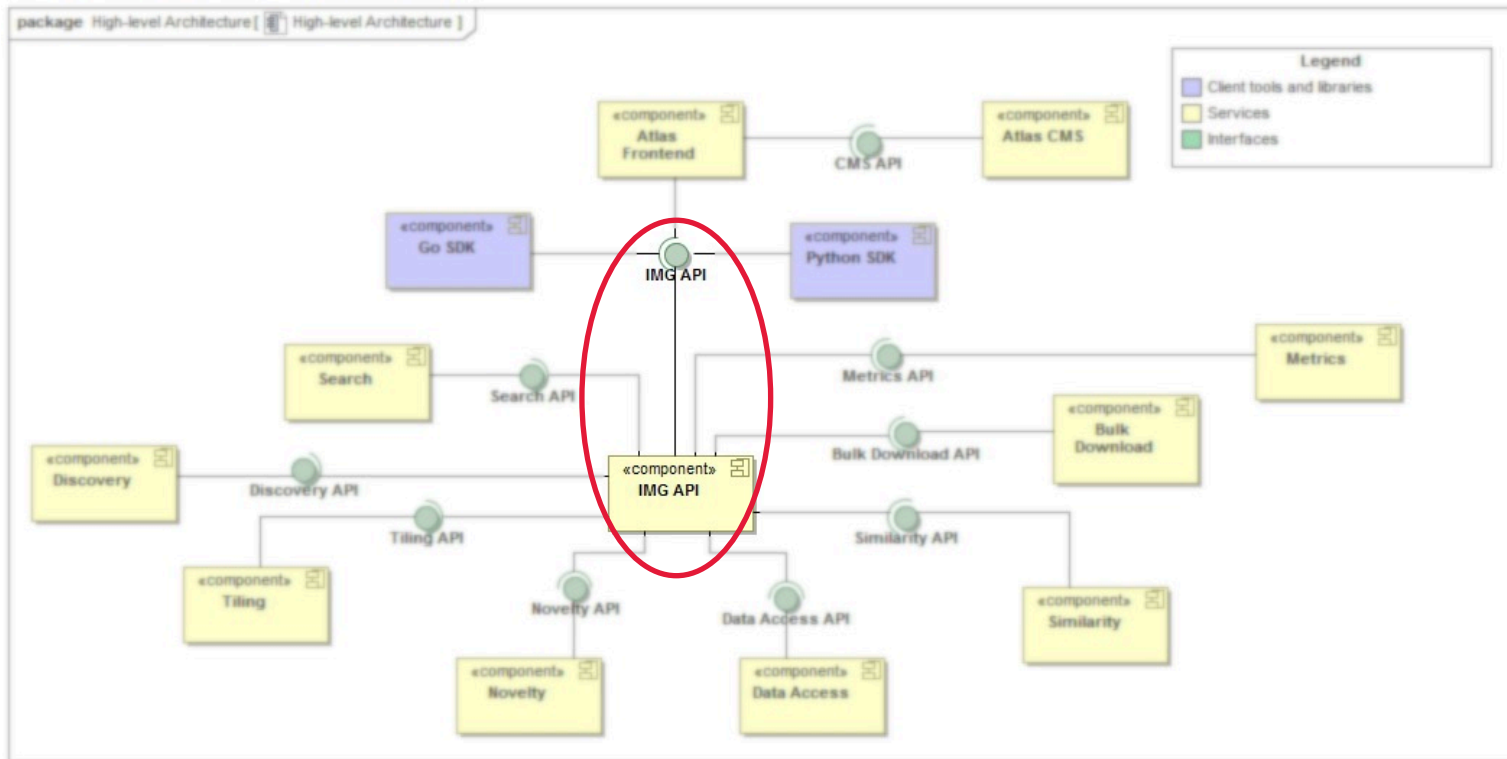 package High-level Architecture [ High-level Architecture ]
Legend
Client tools and libraries
Services
Interfaces
«component»
Atlas
Frontend
CMS API
«component»
Atlas CMS
«component»
Go SDK
IMG API
«component»
Python SDK
«component»
Search
Search API
Metrics API
«component»
Metrics
«component»
Bulk
Download
Bulk Download API
«component»
Discovery
Discovery API
«component»
IMG API
Tiling API
Similarity API
«component»
Tiling
Novelty API
Data Access API
«component»
Similarity
«component»
Novelty
«component»
Data Access